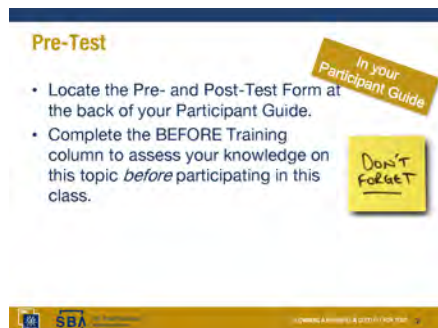 Pre-Test
In your
Participant Guide
• Locate the Pre- and Post-Test Form at
the back of your Participant Guide.
• Complete the BEFORE Training
column to assess your knowledge on
this topic before participating in this
class.
DON'T
FORGET
SBA